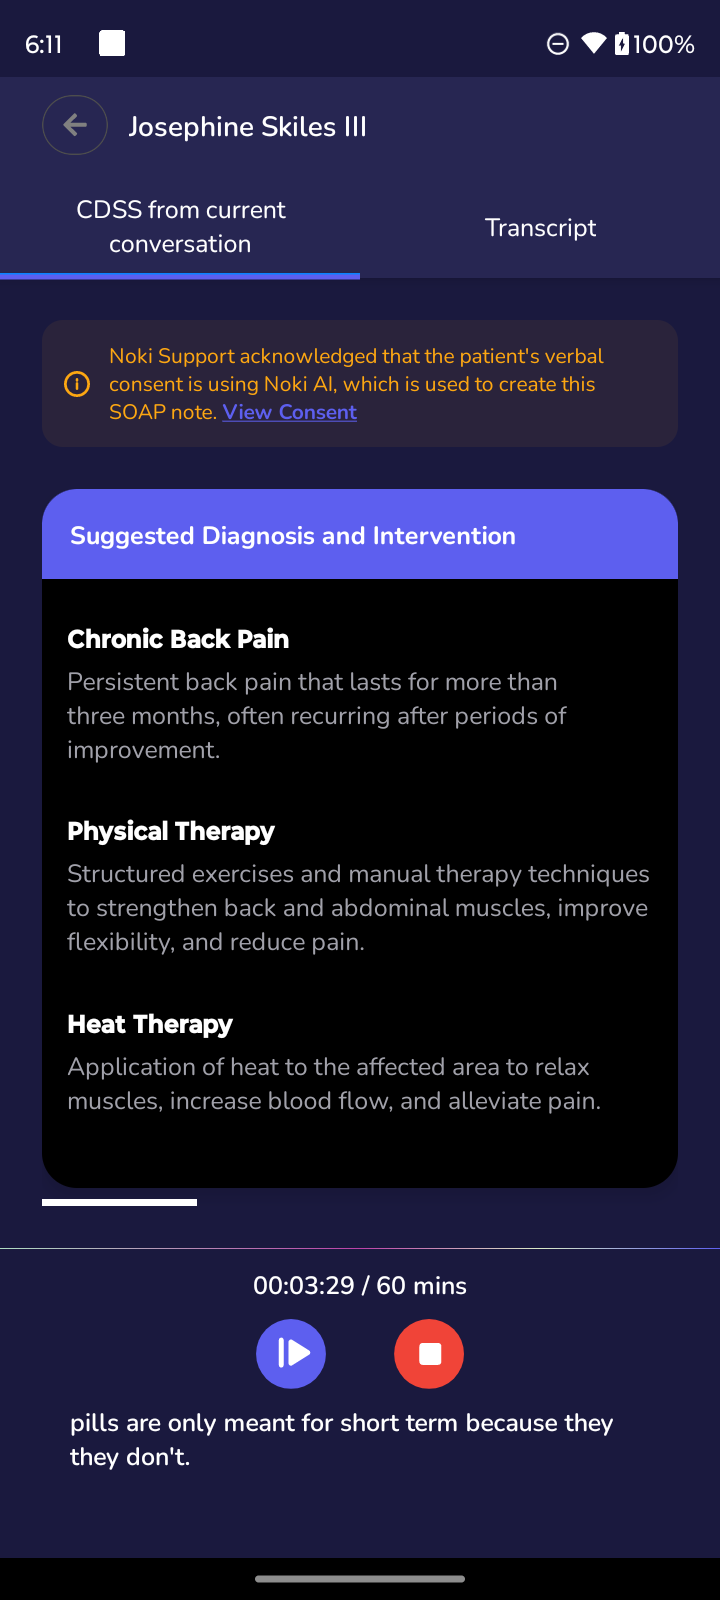 6:11
100%
Josephine Skiles III
CDSS from current
conversation
Transcript
Noki Support acknowledged that the patient's verbal
consent is using Noki AI, which is used to create this
SOAP note. View Consent
Suggested Diagnosis and Intervention
Chronic Back Pain
Persistent back pain that lasts for more than
three months, often recurring after periods of
improvement.
Physical Therapy
Structured exercises and manual therapy techniques
to strengthen back and abdominal muscles, improve
flexibility, and reduce pain.
Heat Therapy
Application of heat to the affected area to relax
muscles, increase blood flow, and alleviate pain.
00:03:29 / 60 mins
pills are only meant for short term because they
they don't.